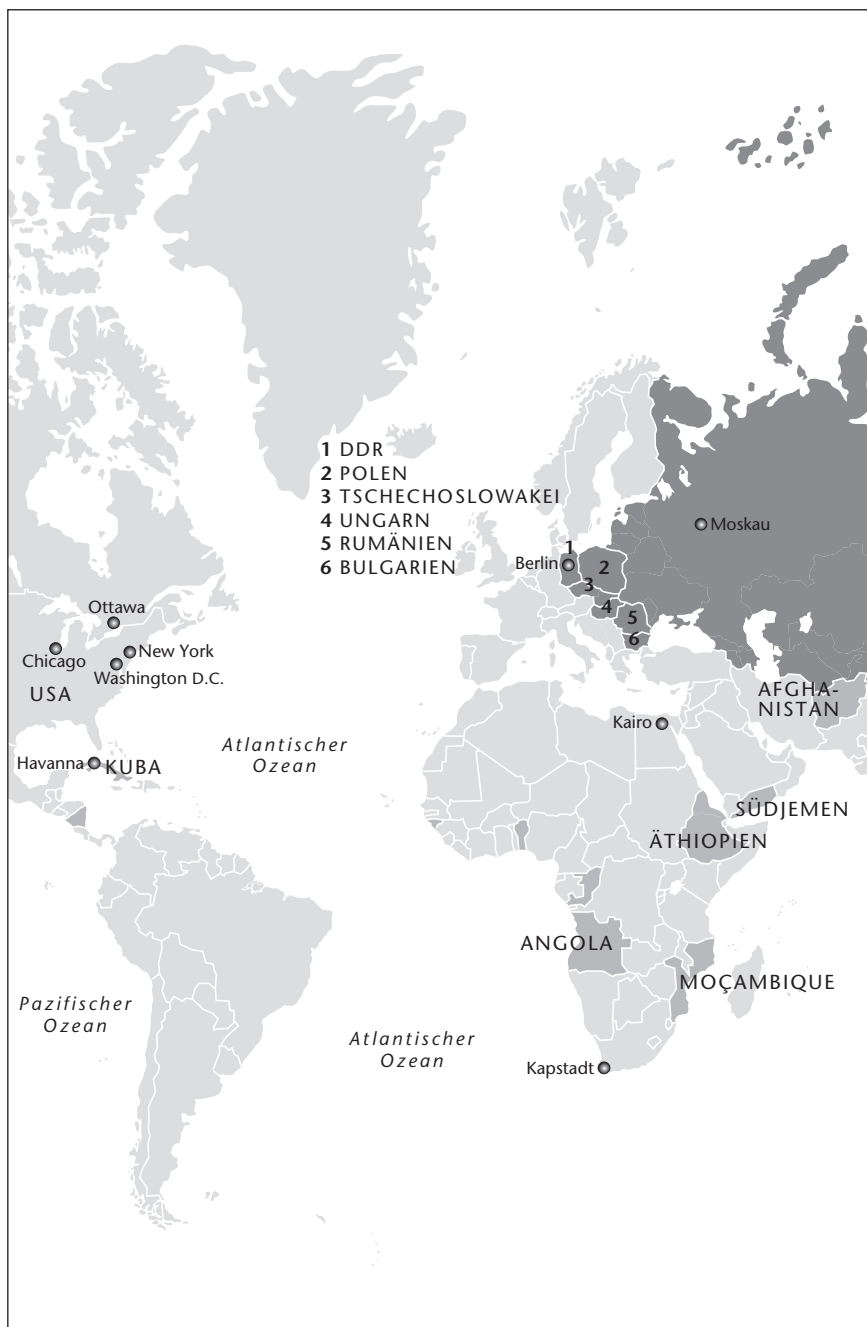 1 DDR
2 POLEN
3 TSCHECHOSLOWAKEI
4 UNGARN
5 RUMÄNIEN
6 BULGARIEN
Moskau
Berlin
1
2
3
4
5
6
Ottawa
Chicago
New York
Washington D.C.
USA
AFGHA-
NISTAN
Kairo
Atlantischer
Ozean
Havanna
KUBA
SÜDJEMEN
ÄTHIOPIEN
ANGOLA
MOÇAMBIQUE
Pazifischer
Ozean
Atlantischer
Ozean
Kapstadt